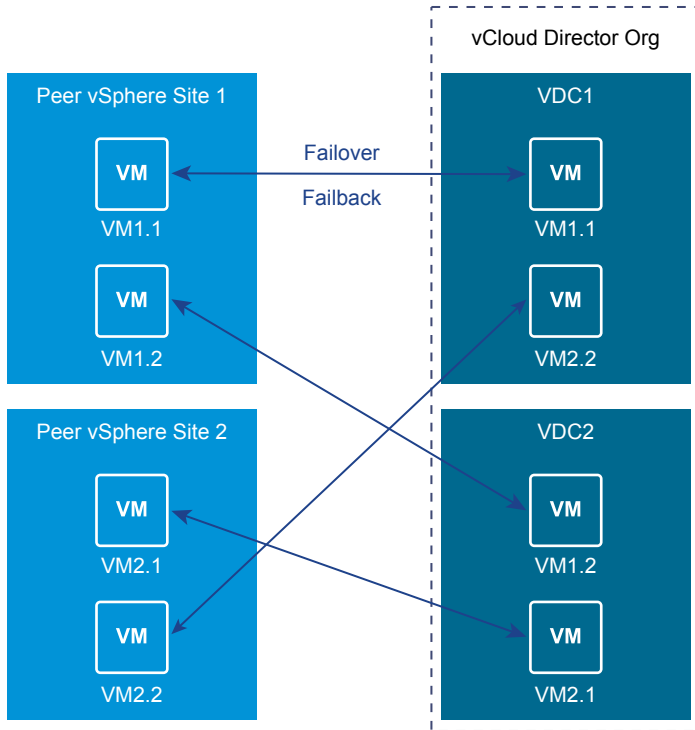 vCloud Director Org
Peer vSphere Site 1
VM
VM1.1
VM
VM1.2
Failover
Failback
VDC1
VM
VM1.1
VM
VM2.2
Peer vSphere Site 2
VM
VM2.1
VM
VM2.2
VDC2
VM
VM1.2
VM
VM2.1